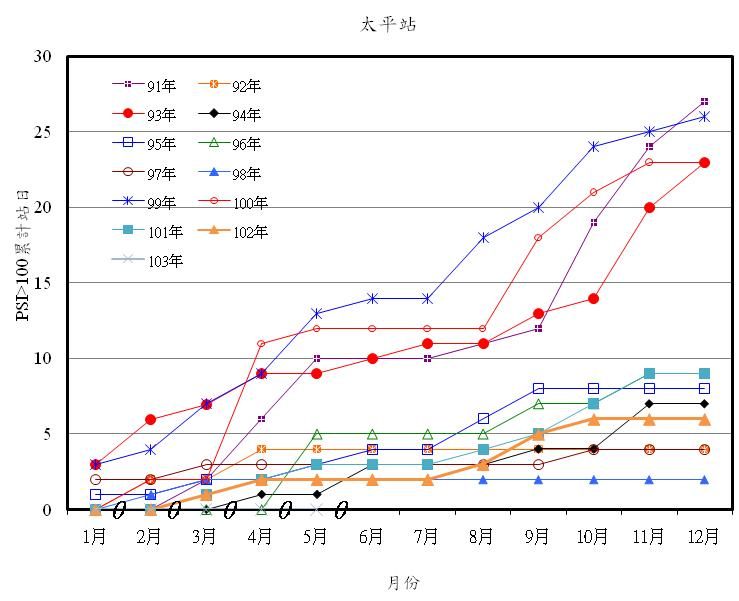 太平站
30
25
20
15
10
5
0
PSI>100累計站日
91年 92年
93年 94年
95年 96年
97年 98年
99年 100年
101年 102年
103年
0 0 0 0 0
1月 2月 3月 4月 5月 6月 7月 8月 9月 10月 11月 12月
月份